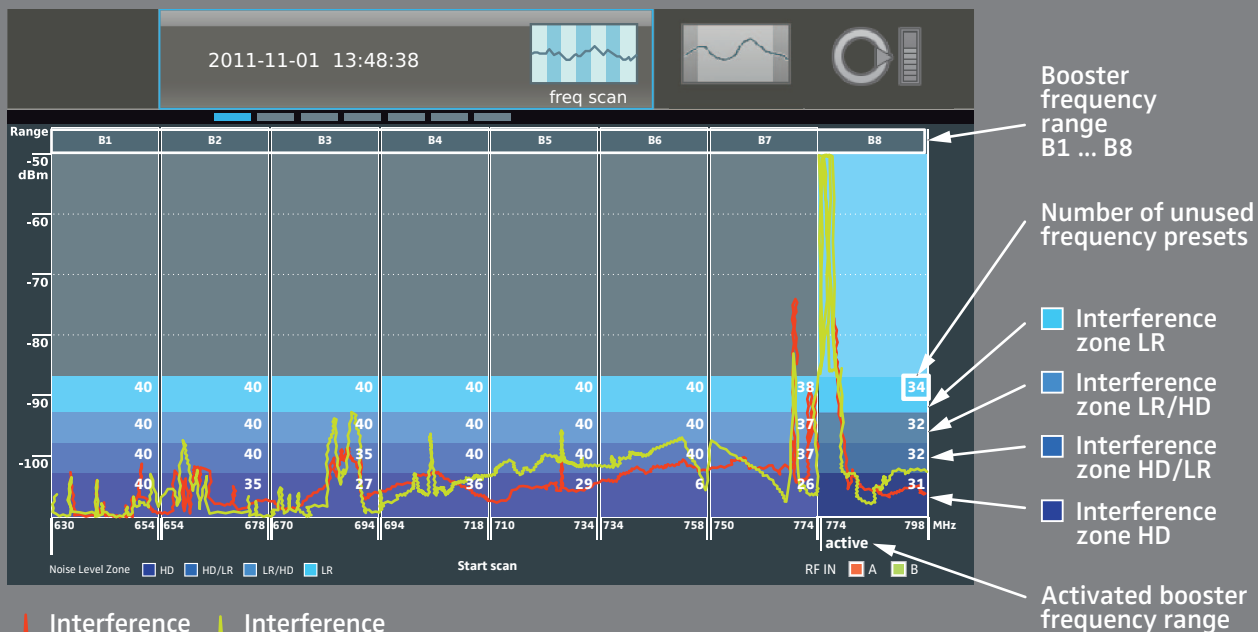 2011-11-01 13:48:38
freq scan
Range
B1 B2 B3 B4 B5 B6 B7 B8
-50
dBm
-60
-70
-80
-90
-100
40 40 40 40 40 40 38 34
40 40 40 40 40 40 37 32
40 40 35 40 40 40 37 32
40 35 27 36 29 6 26 31
630 654 654 678 670 694 694 718 710 734 734 758 750 774 774 798 MHz
active
Noise Level Zone HD HD/LR LR/HD LR
Start scan
RF IN A B
Booster
frequency
range
B1 ... B8
Number of unused
frequency presets
Interference
zone LR
Interference
zone LR/HD
Interference
zone HD/LR
Interference
zone HD
Activated booster
frequency range
Interference Interference